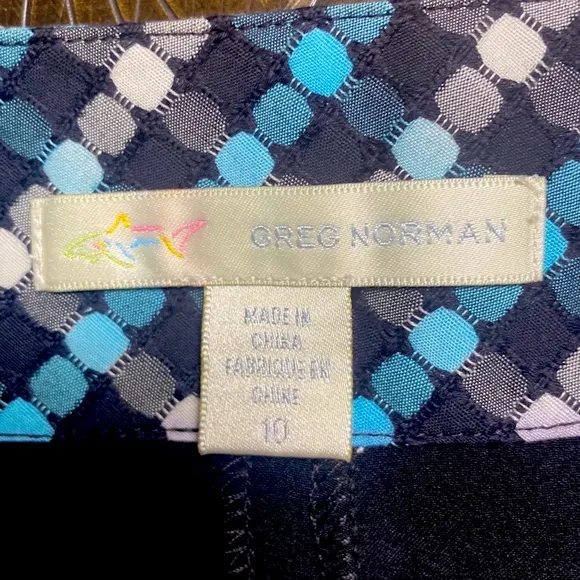 GREG NORMAN
MADE IN
CHINA
FABRIQUE EN
CHINE
10